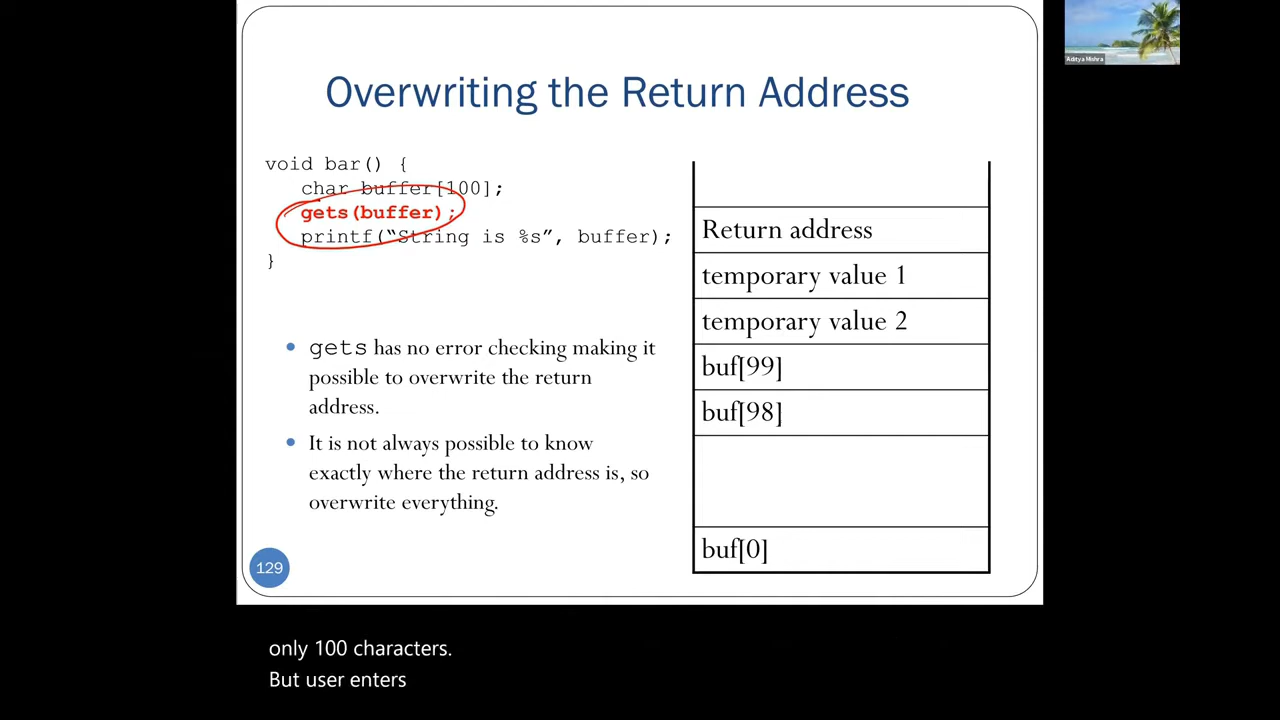 Aditya Mishra
Overwriting the Return Address
void bar() {
char buffer[100];
gets(buffer);
printf(“String is %s”, buffer);
}
• gets has no error checking making it
possible to overwrite the return
address.
• It is not always possible to know
exactly where the return address is, so
overwrite everything.
Return address
temporary value 1
temporary value 2
buf[99]
buf[98]
buf[0]
129
only 100 characters.
But user enters